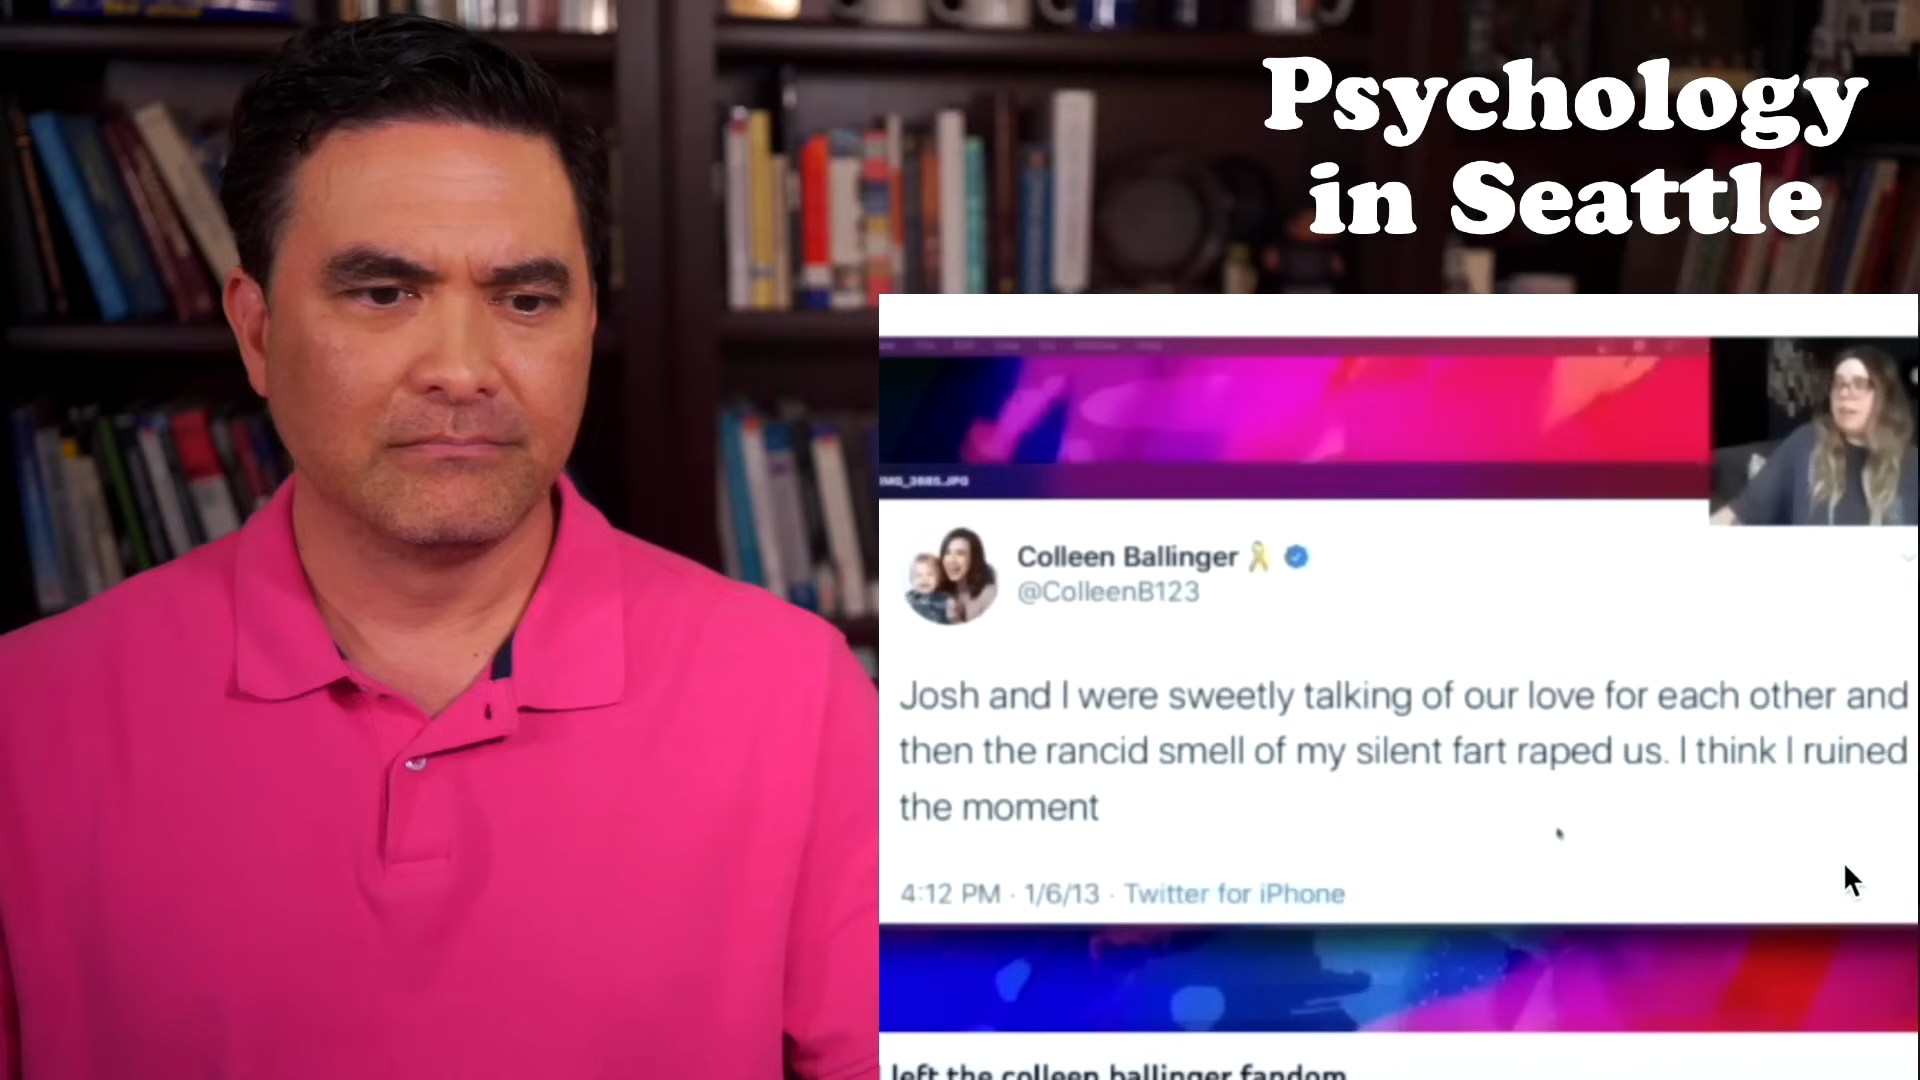 Psychology
in Seattle
IMG_3685.JPG
Colleen Ballinger
@ColleenB123
Josh and I were sweetly talking of our love for each other and
then the rancid smell of my silent fart raped us. I think I ruined
the moment
4:12 PM · 1/6/13 · Twitter for iPhone
left the colleen ballinger fandom